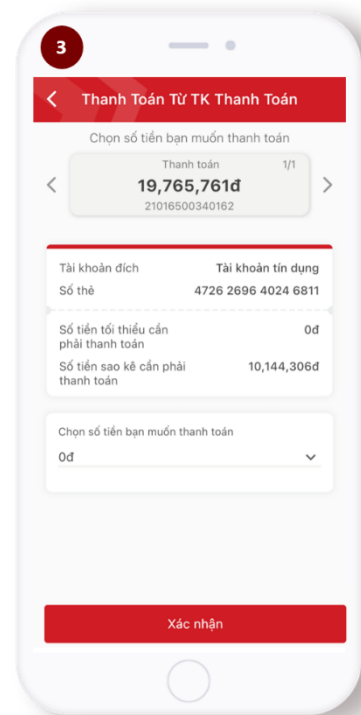 3
Thanh Toán Từ TK Thanh Toán
Chọn số tiền bạn muốn thanh toán
Thanh toán 1/1
19,765,761đ
21016500340162
Tài khoản đích Tài khoản tín dụng
Số thẻ 4726 2696 4024 6811
Số tiền tối thiểu cần 0đ
phải thanh toán
Số tiền sao kê cần phải 10,144,306đ
thanh toán
Chọn số tiền bạn muốn thanh toán
0đ
Xác nhận